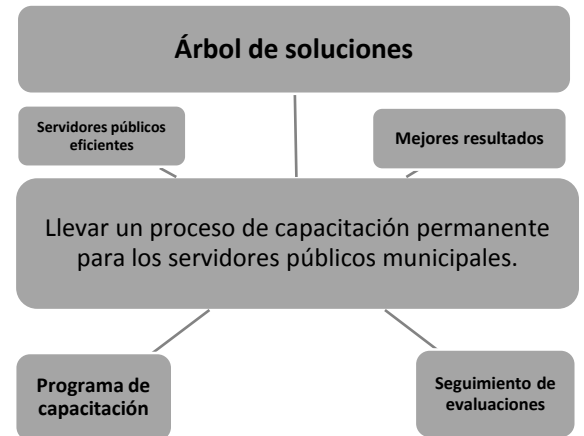 Árbol de soluciones
Servidores públicos
eficientes
Mejores resultados
Llevar un proceso de capacitación permanente
para los servidores públicos municipales.
Programa de
capacitación
Seguimiento de
evaluaciones